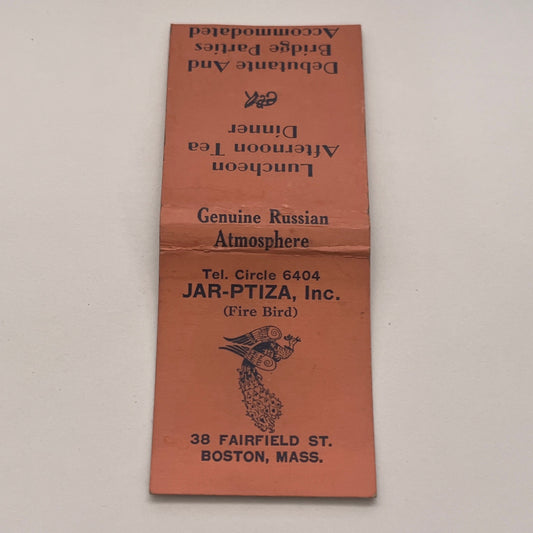 Luncheon
Afternoon Tea
Dinner
Debutante And
Bridge Parties
Accommodated
Genuine Russian
Atmosphere
Tel. Circle 6404
JAR-PTIZA, Inc.
(Fire Bird)
38 FAIRFIELD ST.
BOSTON, MASS.